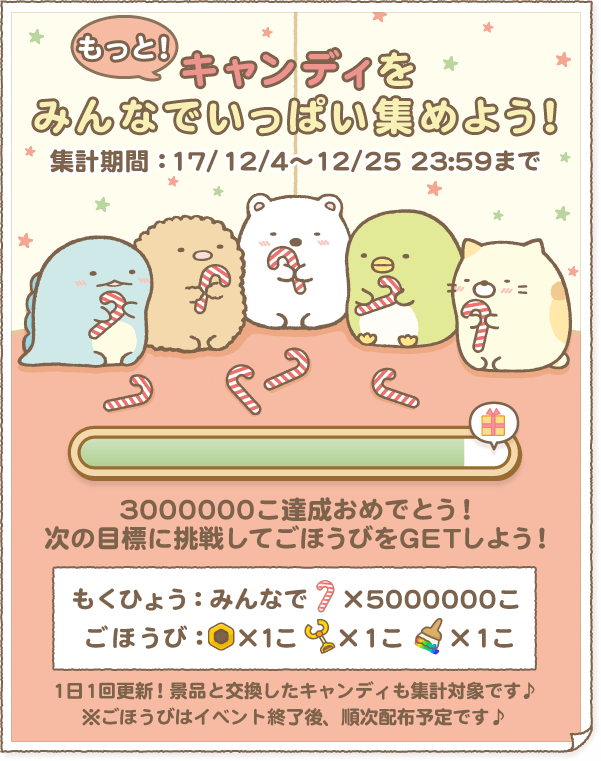 もっと!
キャンディを
みんなでいっぱい集めよう!
集計期間：17/12/4～12/25 23:59まで
3000000こ達成おめでとう!
次の目標に挑戦してごほうびをGETしよう!
もくひょう：みんなで×5000000こ
ごほうび：×1こ ×1こ ×1こ
1日1回更新!景品と交換したキャンディも集計対象です♪
※ごほうびはイベント終了後、順次配布予定です♪